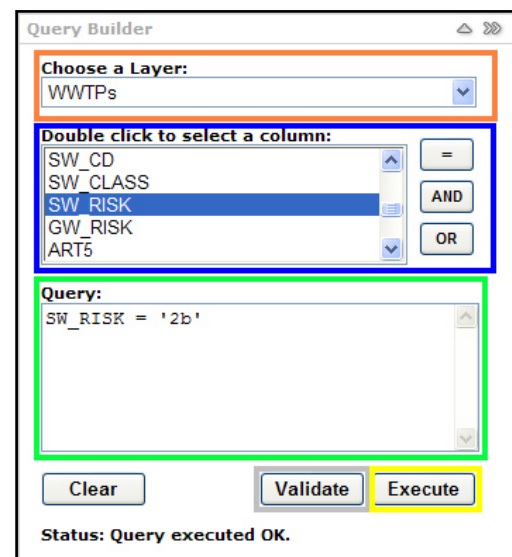 Query Builder
Choose a Layer:
WWTPs
Double click to select a column:
SW_CD
SW_CLASS
SW_RISK
GW_RISK
ART5
=
AND
OR
Query:
SW_RISK = '2b'
Clear
Validate
Execute
Status: Query executed OK.